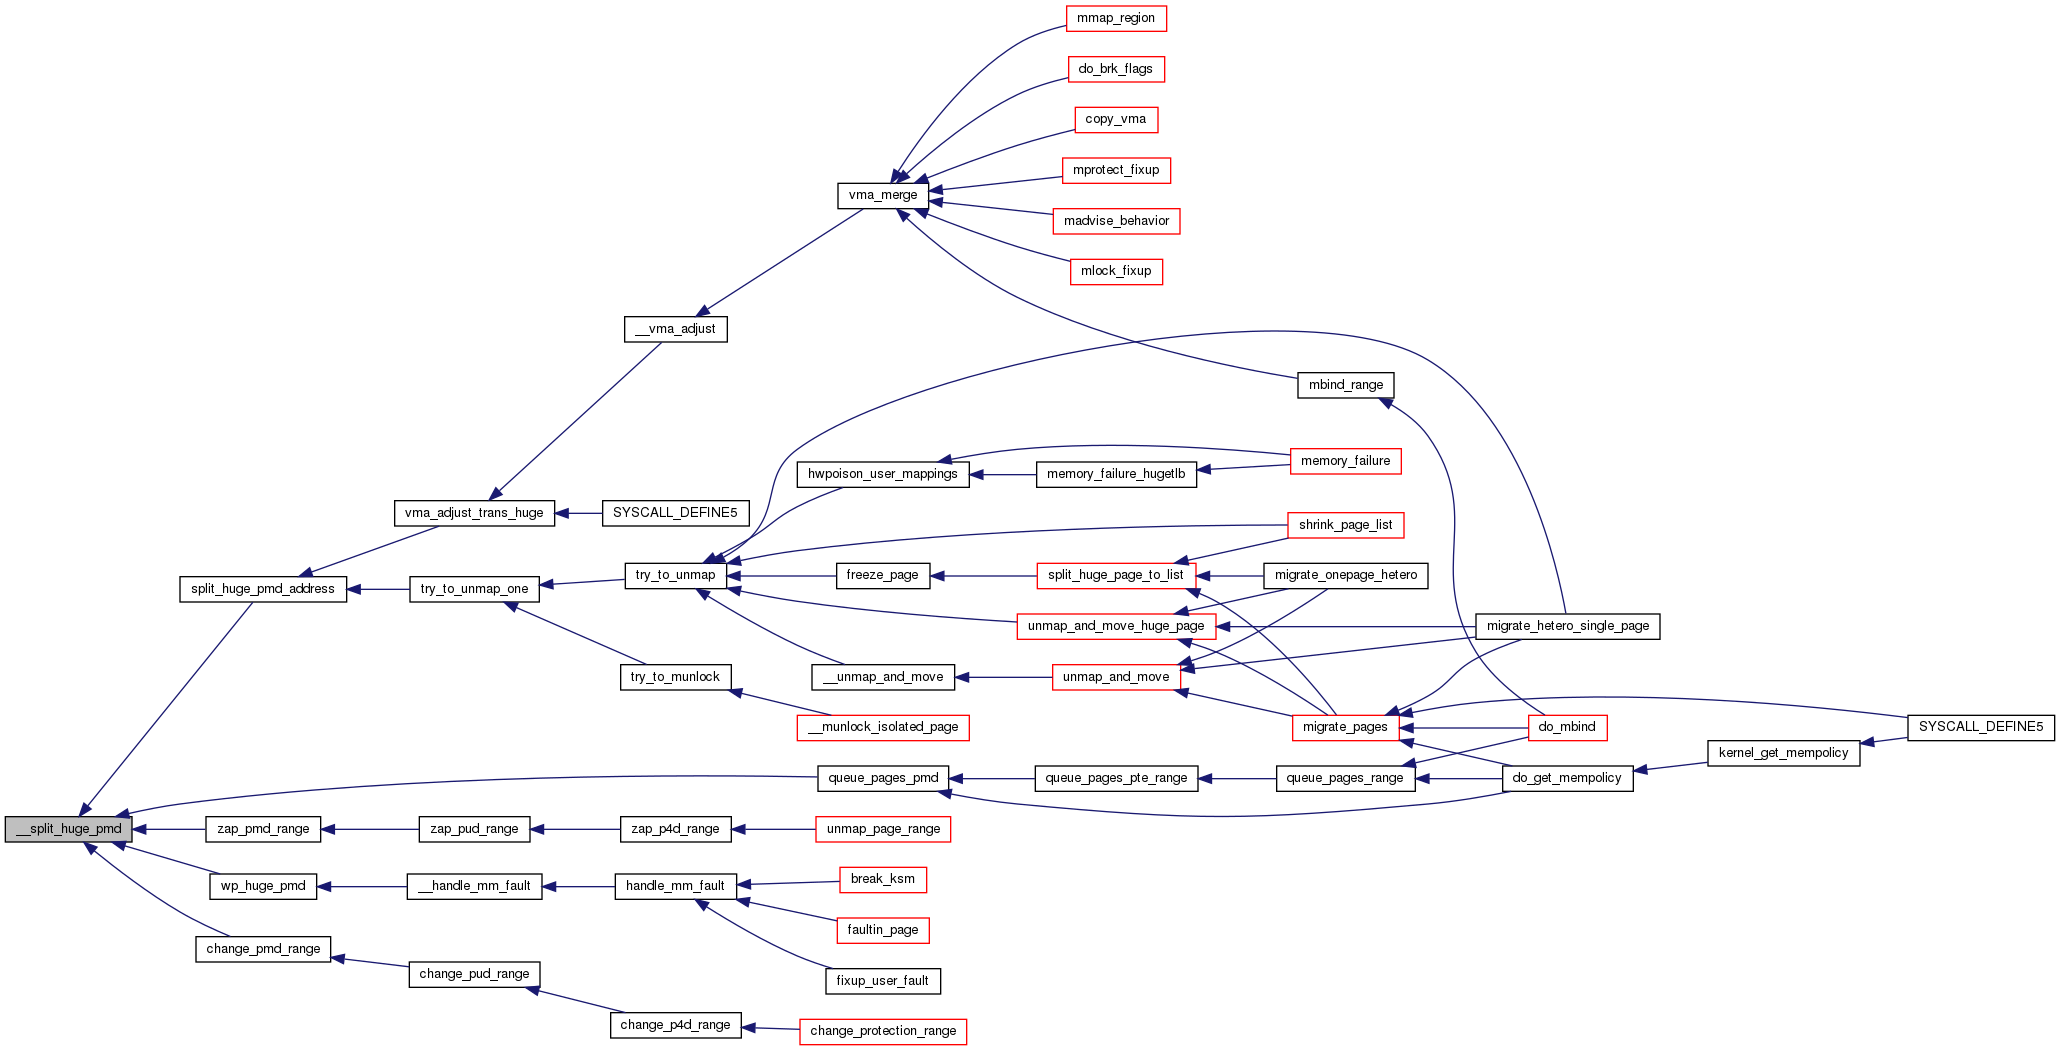 mmap_region
do_brk_flags
copy_vma
mprotect_fixup
vma_merge
madvise_behavior
mlock_fixup
__vma_adjust
mbind_range
hwpoison_user_mappings
memory_failure_hugetlb
memory_failure
vma_adjust_trans_huge
SYSCALL_DEFINE5
shrink_page_list
split_huge_pmd_address
try_to_unmap_one
try_to_unmap
freeze_page
split_huge_page_to_list
migrate_onepage_hetero
unmap_and_move_huge_page
migrate_hetero_single_page
try_to_munlock
__unmap_and_move
unmap_and_move
__munlock_isolated_page
migrate_pages
do_mbind
SYSCALL_DEFINE5
kernel_get_mempolicy
queue_pages_pmd
queue_pages_pte_range
queue_pages_range
do_get_mempolicy
__split_huge_pmd
zap_pmd_range
zap_pud_range
zap_p4d_range
unmap_page_range
wp_huge_pmd
__handle_mm_fault
handle_mm_fault
break_ksm
faultin_page
change_pmd_range
change_pud_range
fixup_user_fault
change_p4d_range
change_protection_range